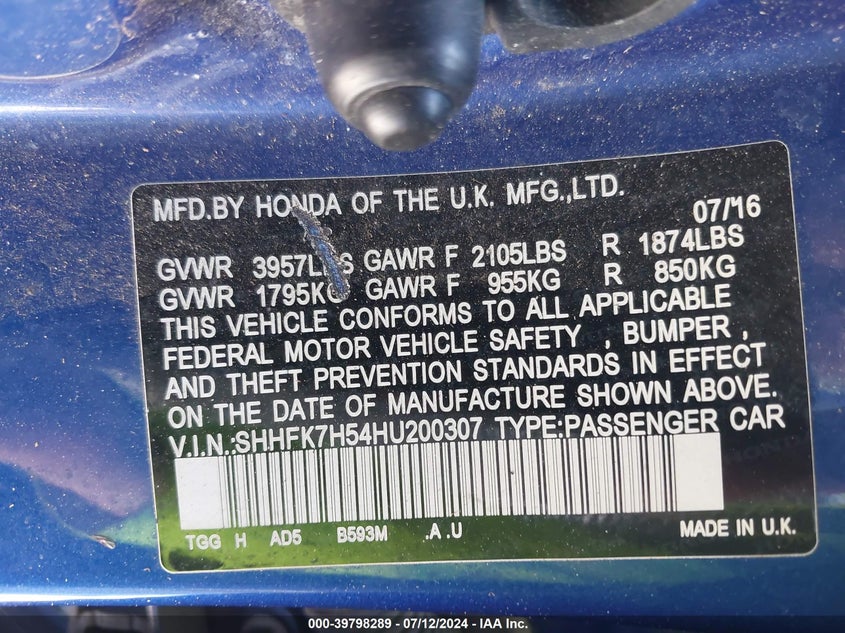 MFD.BY HONDA OF THE U.K. MFG.,LTD.
07/16
GVWR 3957LBS GAWR F 2105LBS R 1874LBS
GVWR 1795KG GAWR F 955KG R 850KG
THIS VEHICLE CONFORMS TO ALL APPLICABLE
FEDERAL MOTOR VEHICLE SAFETY , BUMPER ,
AND THEFT PREVENTION STANDARDS IN EFFECT
ON THE DATE OF MANUFACTURE SHOWN ABOVE.
V.I.N.:SHHFK7H54HU200307 TYPE:PASSENGER CAR
TGG H AD5 B593M .A .U MADE IN U.K.
000-39798289 - 07/12/2024 - IAA Inc.